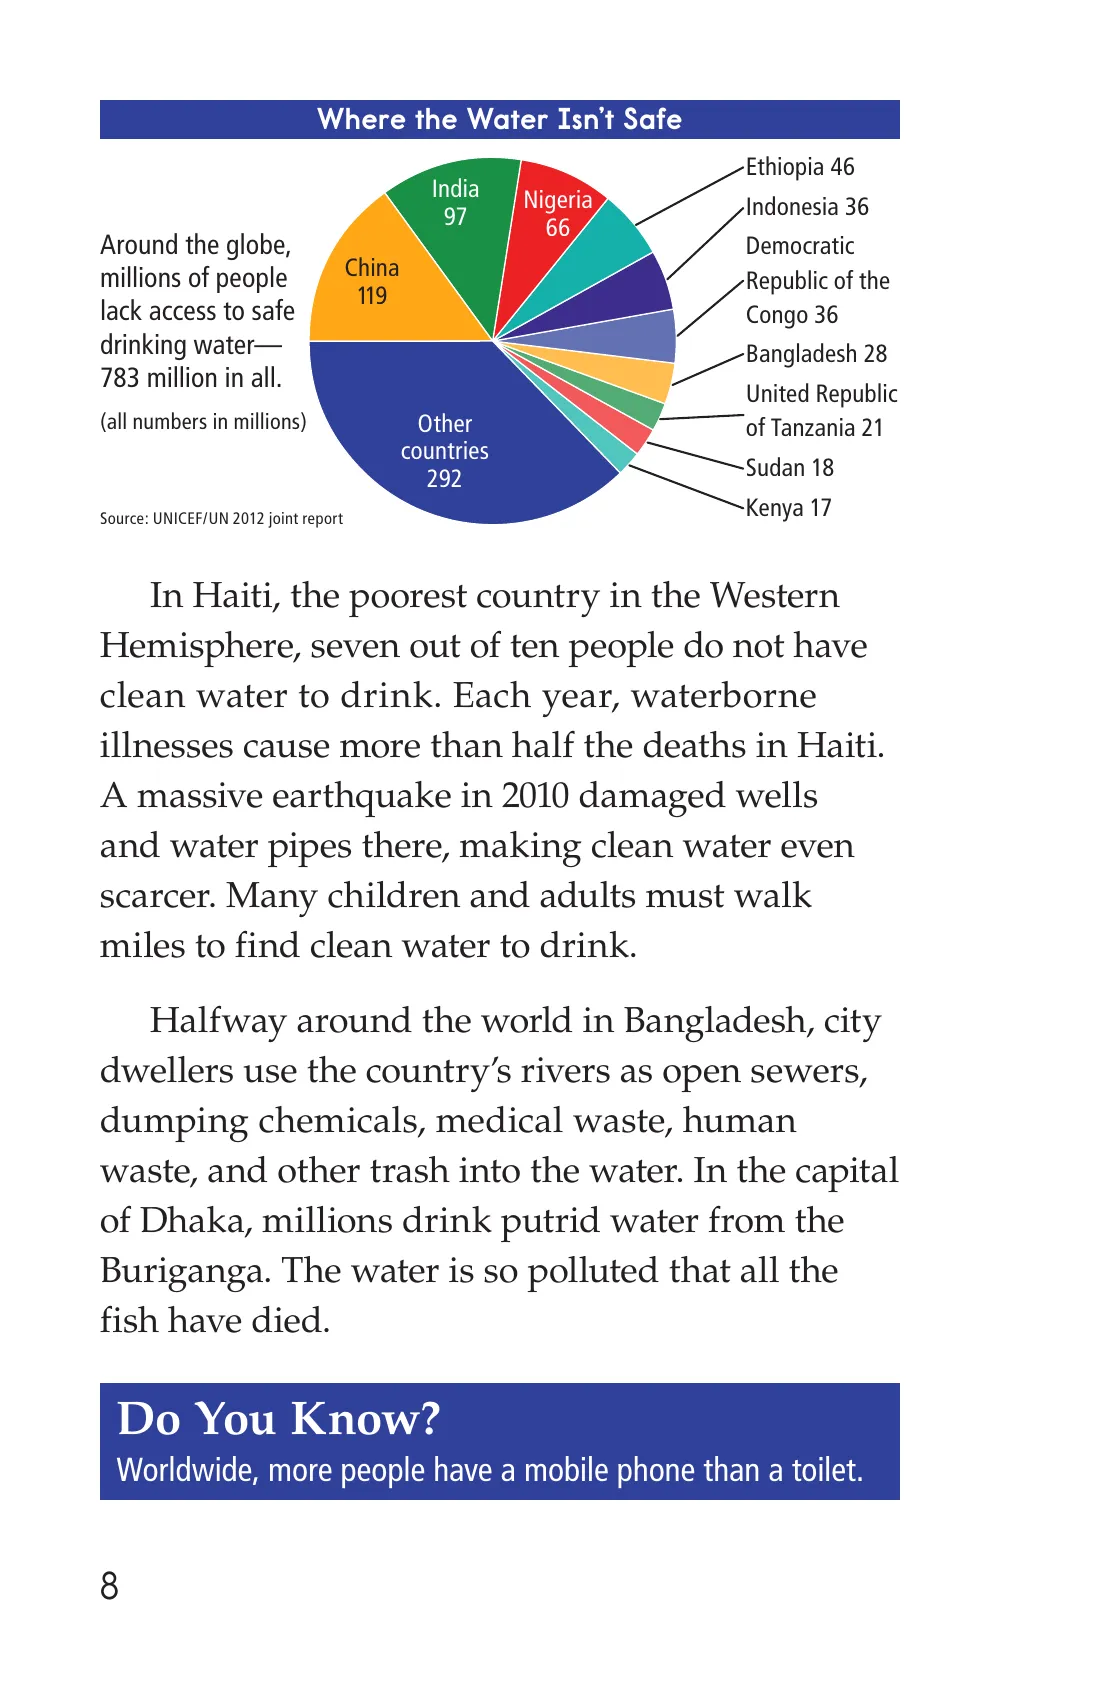 Where the Water Isn't Safe
Around the globe,
millions of people
lack access to safe
drinking water—
783 million in all.
(all numbers in millions)
Source: UNICEF/UN 2012 joint report
China
119
India
97
Nigeria
66
Ethiopia 46
Indonesia 36
Democratic
Republic of the
Congo 36
Bangladesh 28
United Republic
of Tanzania 21
Sudan 18
Kenya 17
Other
countries
292
In Haiti, the poorest country in the Western
Hemisphere, seven out of ten people do not have
clean water to drink. Each year, waterborne
illnesses cause more than half the deaths in Haiti.
A massive earthquake in 2010 damaged wells
and water pipes there, making clean water even
scarcer. Many children and adults must walk
miles to find clean water to drink.
Halfway around the world in Bangladesh, city
dwellers use the country's rivers as open sewers,
dumping chemicals, medical waste, human
waste, and other trash into the water. In the capital
of Dhaka, millions drink putrid water from the
Buriganga. The water is so polluted that all the
fish have died.
Do You Know?
Worldwide, more people have a mobile phone than a toilet.
8